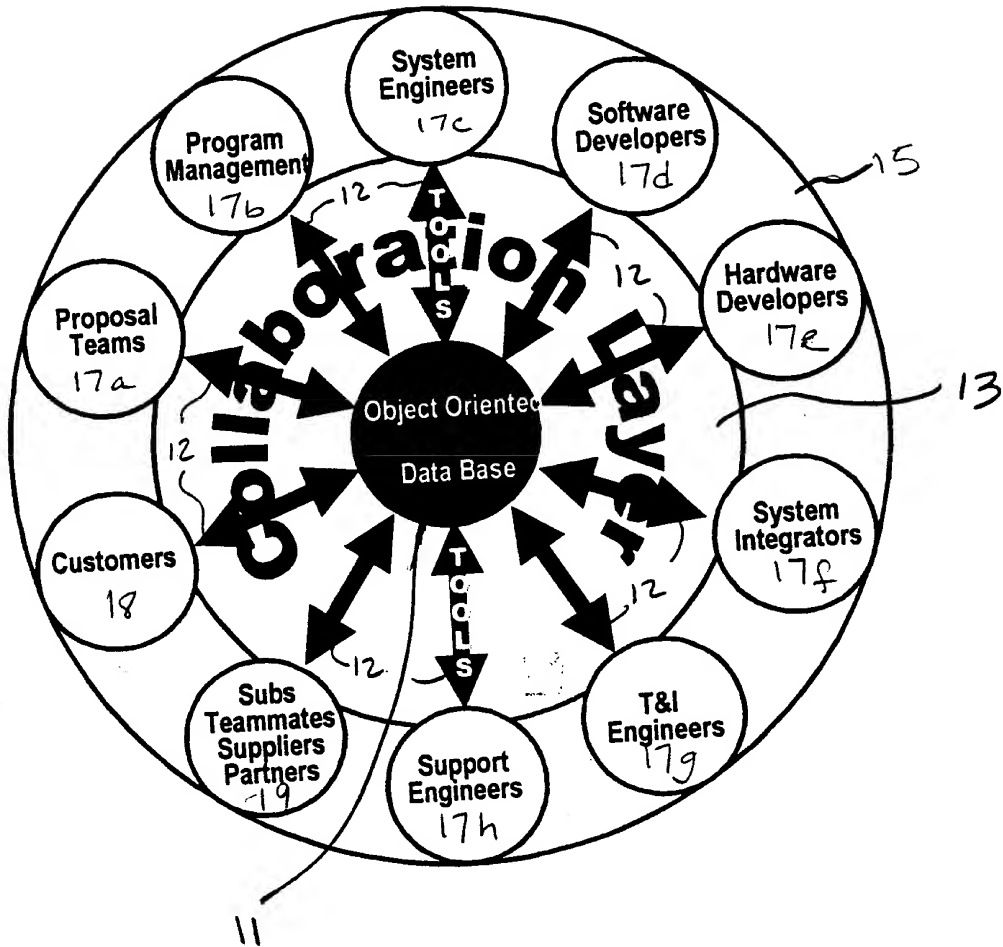 System
Engineers
17c
Software
Developers
17d
15
Program
Management
17b
12
TOOLS
12
Hardware
Developers
17e
Proposal
Teams
17a
Collaboration Layer
12
Object Oriented
Data Base
13
System
Integrators
17f
Customers
18
12
TOOLS
12
T&I
Engineers
17g
Subs
Teammates
Suppliers
Partners
19
Support
Engineers
17h
11